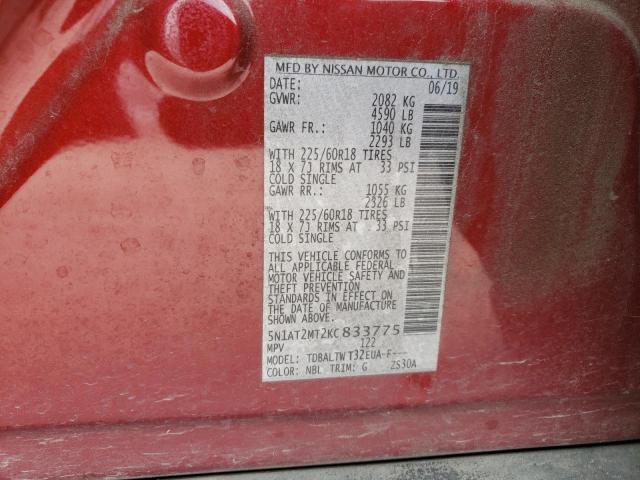 MFD BY NISSAN MOTOR CO., LTD.
DATE: 06/19
GVWR: 2082 KG
4590 LB
GAWR FR.: 1040 KG
2293 LB
WITH 225/60R18 TIRES
18 X 7J RIMS AT 33 PSI
COLD SINGLE
GAWR RR.: 1055 KG
2326 LB
WITH 225/60R18 TIRES
18 X 7J RIMS AT 33 PSI
COLD SINGLE
THIS VEHICLE CONFORMS TO
ALL APPLICABLE FEDERAL
MOTOR VEHICLE SAFETY AND
THEFT PREVENTION
STANDARDS IN EFFECT ON
THE DATE OF MANUFACTURE
SHOWN ABOVE.
5N1AT2MT2KC833775
MPV 122
MODEL: TDBALTWT32EUA-F---
COLOR: NBL TRIM: G ZS30A